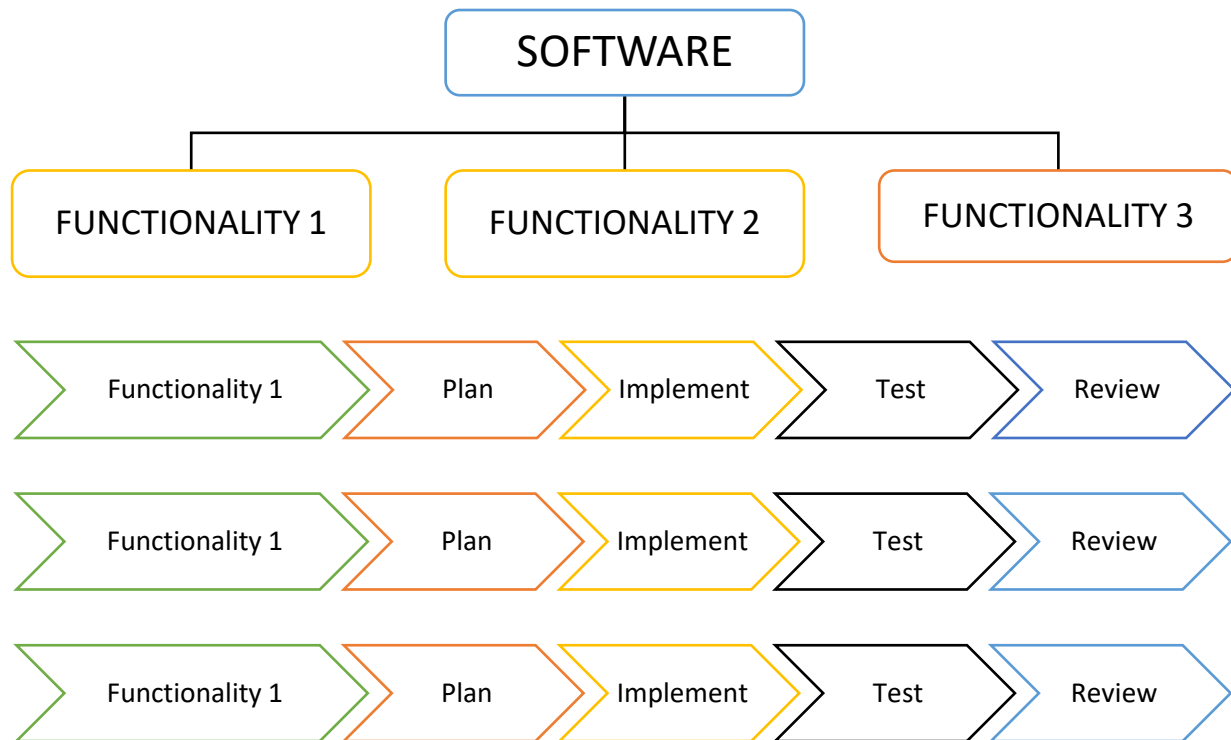 SOFTWARE
FUNCTIONALITY 1
FUNCTIONALITY 2
FUNCTIONALITY 3
Functionality 1
Plan
Implement
Test
Review
Functionality 1
Plan
Implement
Test
Review
Functionality 1
Plan
Implement
Test
Review